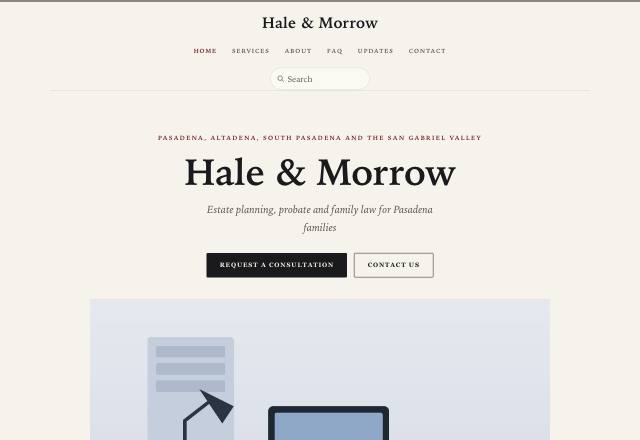 Hale & Morrow
HOME SERVICES ABOUT FAQ UPDATES CONTACT
Search
PASADENA, ALTADENA, SOUTH PASADENA AND THE SAN GABRIEL VALLEY
Hale & Morrow
Estate planning, probate and family law for Pasadena
families
REQUEST A CONSULTATION CONTACT US